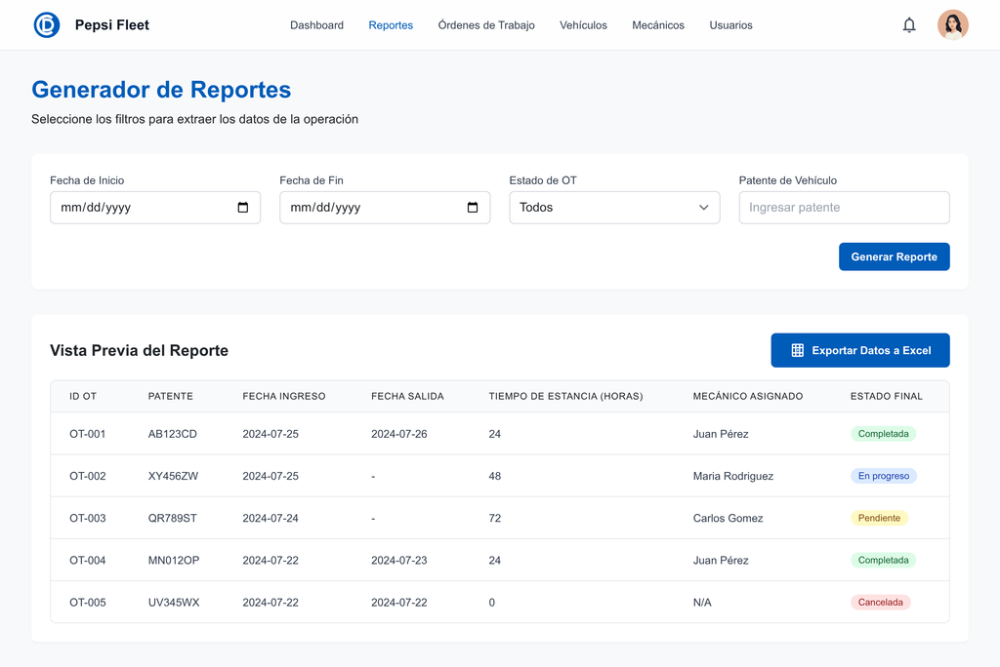 Pepsi Fleet
Dashboard Reportes Órdenes de Trabajo Vehículos Mecánicos Usuarios
Generador de Reportes
Seleccione los filtros para extraer los datos de la operación
Fecha de Inicio Fecha de Fin Estado de OT Patente de Vehículo
mm/dd/yyyy mm/dd/yyyy Todos Ingresar patente
Generar Reporte
Vista Previa del Reporte
Exportar Datos a Excel
ID OT PATENTE FECHA INGRESO FECHA SALIDA TIEMPO DE ESTANCIA (HORAS) MECÁNICO ASIGNADO ESTADO FINAL
OT-001 AB123CD 2024-07-25 2024-07-26 24 Juan Pérez Completada
OT-002 XY456ZW 2024-07-25 - 48 Maria Rodriguez En progreso
OT-003 QR789ST 2024-07-24 - 72 Carlos Gomez Pendiente
OT-004 MN012OP 2024-07-22 2024-07-23 24 Juan Pérez Completada
OT-005 UV345WX 2024-07-22 2024-07-22 0 N/A Cancelada